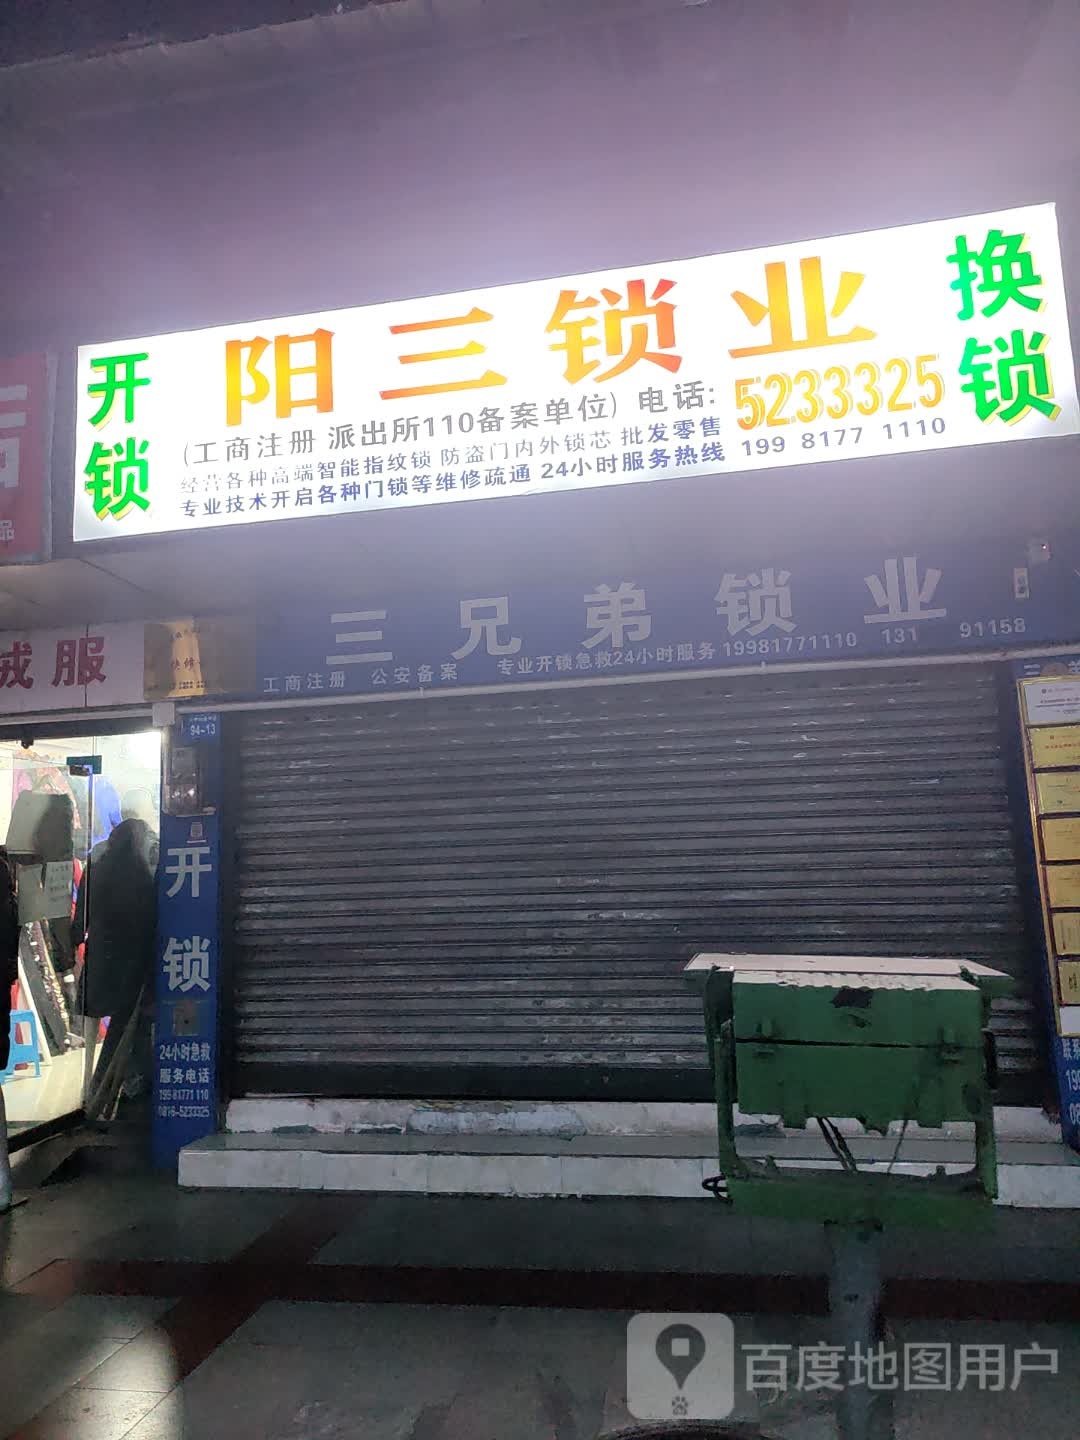 开锁
阳三锁业
换锁
(工商注册 派出所110备案单位) 电话: 5233325
经营各种高端智能指纹锁 防盗门内外锁芯 批发零售
专业技术开启各种门锁等维修疏通 24小时服务热线 199 8177 1110
品
三兄弟锁业
工商注册 公安备案 专业开锁急救24小时服务 19981771110 131 91158
绒服
94-13
开锁
24小时急救
服务电话
19981771110
0816-5233325
百度地图用户